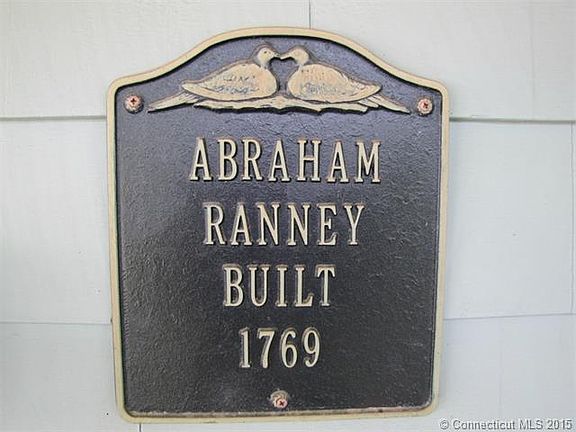 ABRAHAM
RANNEY
BUILT
1769
© Connecticut MLS 2015